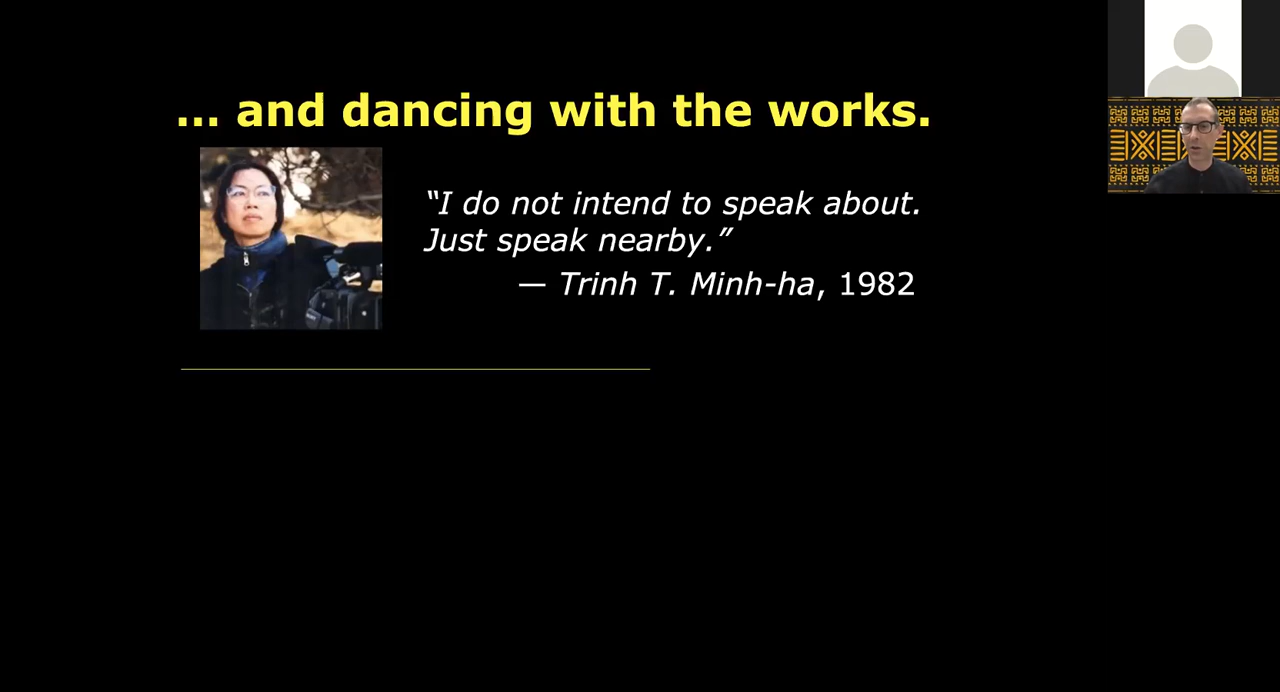 ... and dancing with the works.
“I do not intend to speak about.
Just speak nearby.”
— Trinh T. Minh-ha, 1982